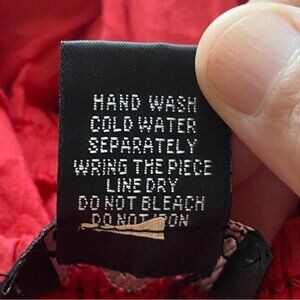 HAND WASH
COLD WATER
SEPARATELY
WRING THE PIECE
LINE DRY
DO NOT BLEACH
DO NOT IRON